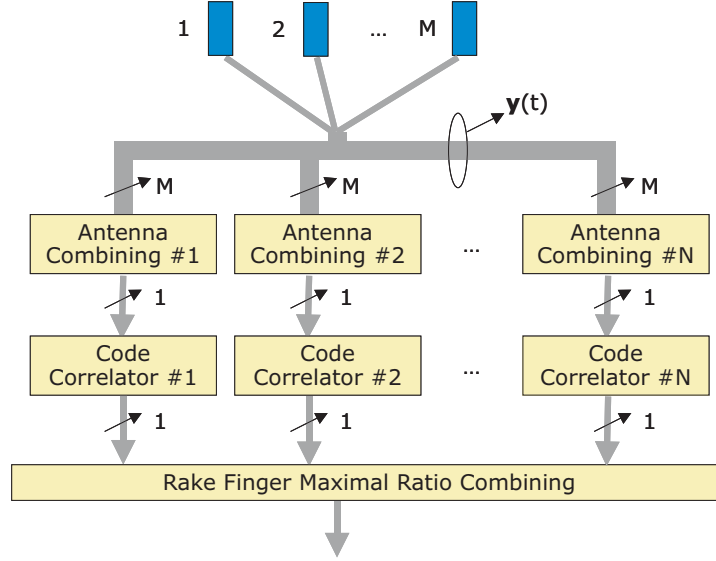 1 2 ... M
y(t)
M M M
Antenna
Combining #1
Antenna
Combining #2
...
Antenna
Combining #N
1 1 1
Code
Correlator #1
Code
Correlator #2
...
Code
Correlator #N
1 1 1
Rake Finger Maximal Ratio Combining